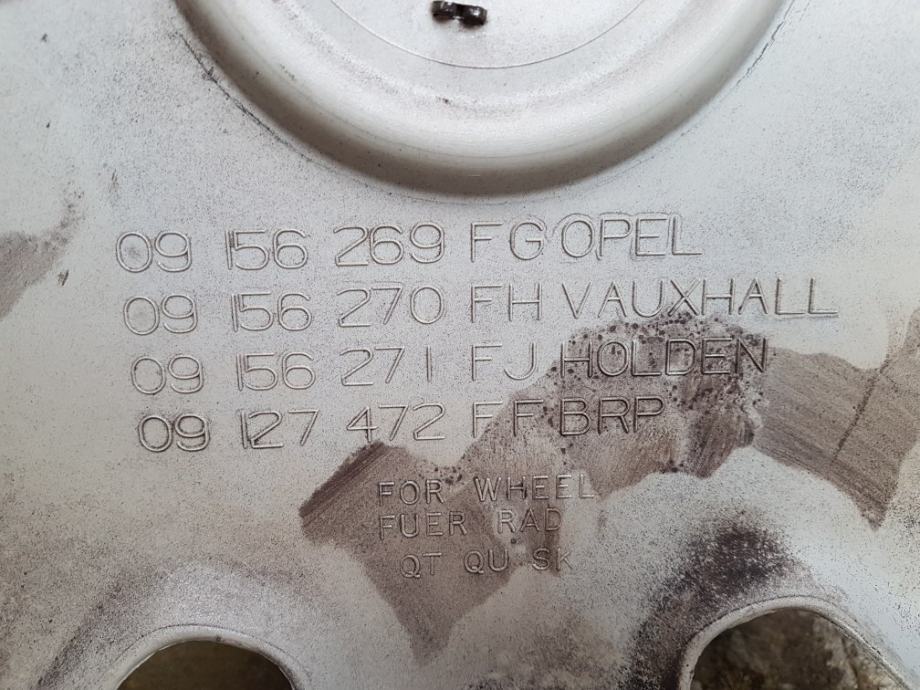 09 156 269 FG OPEL
09 156 270 FH VAUXHALL
09 156 271 FJ HOLDEN
09 127 472 FF BRP
FOR WHEEL
FUER RAD
QT QU SK